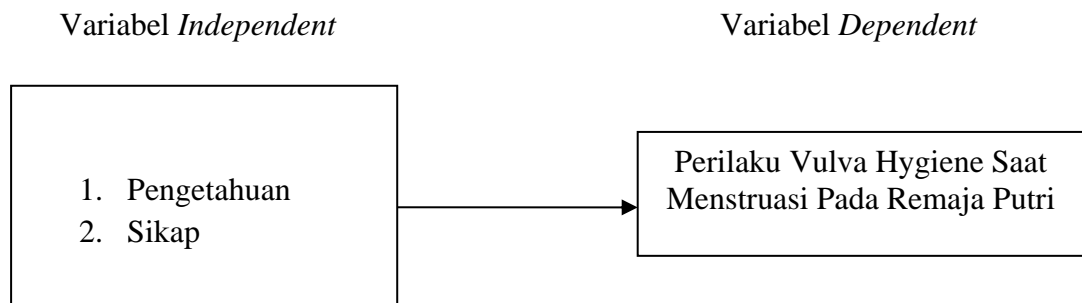 Variabel Independent
Variabel Dependent
1. Pengetahuan
2. Sikap
Perilaku Vulva Hygiene Saat
Menstruasi Pada Remaja Putri